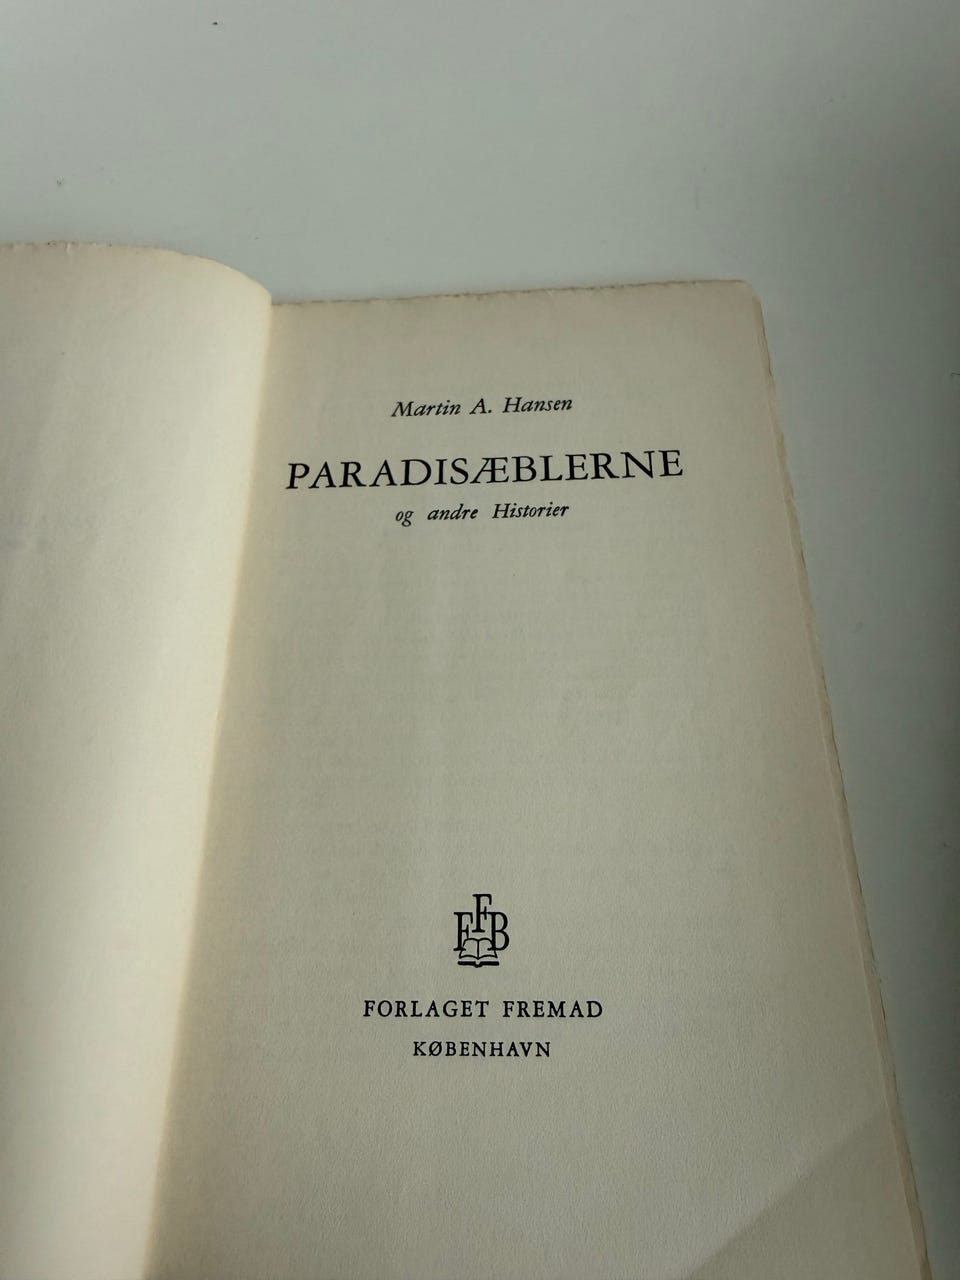 Martin A. Hansen
PARADISÆBLERNE
og andre Historier
FFB
FORLAGET FREMAD
KØBENHAVN